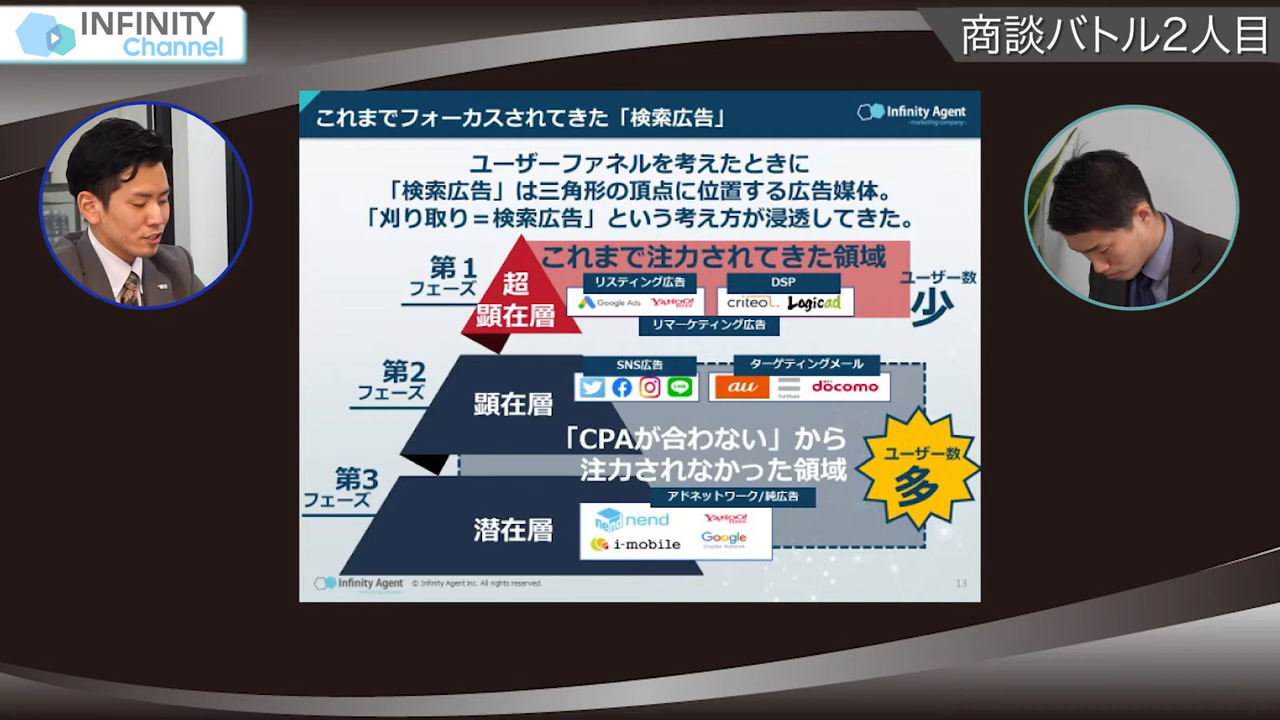 INFINITY
Channel
商談バトル2人目
これまでフォーカスされてきた「検索広告」
Infinity Agent
ユーザーファネルを考えたときに
「検索広告」は三角形の頂点に位置する広告媒体。
「刈り取り＝検索広告」という考え方が浸透してきた。
第1
フェーズ
超
顕在層
これまで注力されてきた領域
リスティング広告
DSP
Google Ads
YAHOO!
criteo
Logicad
リマーケティング広告
ユーザー数
少
第2
フェーズ
顕在層
SNS広告
ターゲティングメール
LINE
au
döcomo
「CPAが合わない」から
注力されなかった領域
ユーザー数
多
第3
フェーズ
潜在層
アドネットワーク/純広告
nend
YAHOO!
i-mobile
Google
Infinity Agent
© Infinity Agent inc. All rights reserved.
13